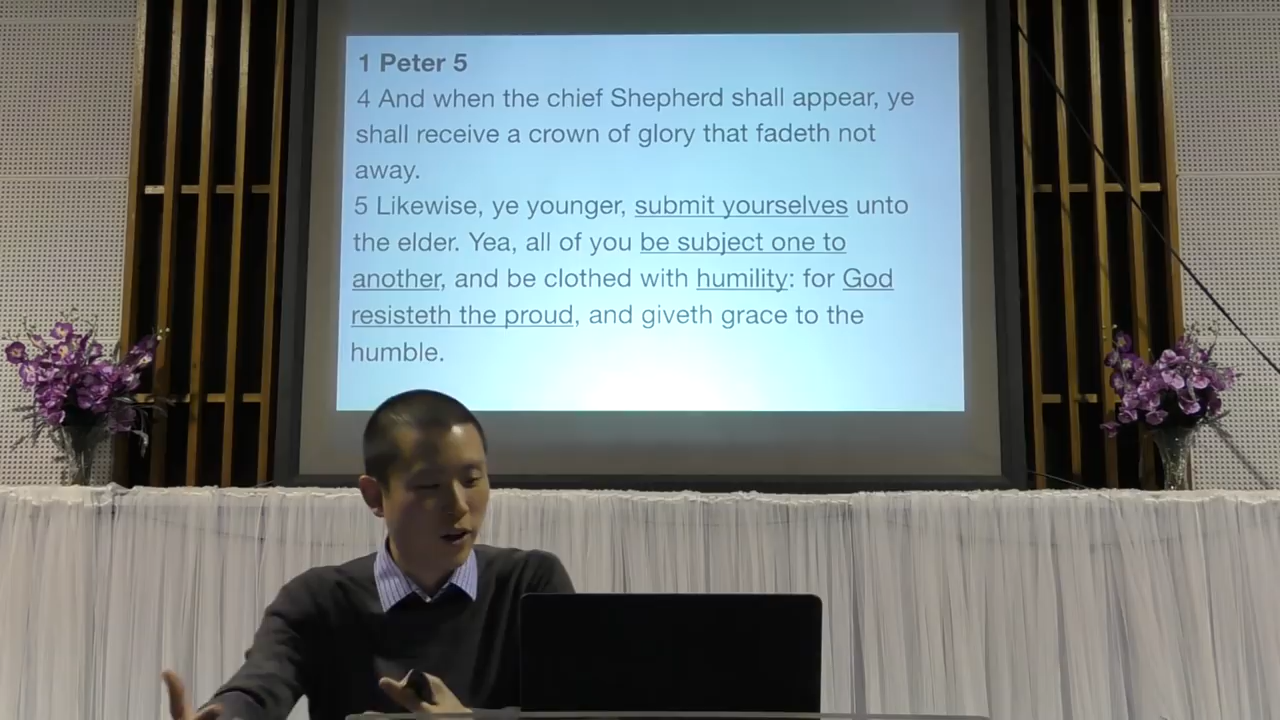 1 Peter 5
4 And when the chief Shepherd shall appear, ye
shall receive a crown of glory that fadeth not
away.
5 Likewise, ye younger, submit yourselves unto
the elder. Yea, all of you be subject one to
another, and be clothed with humility: for God
resisteth the proud, and giveth grace to the
humble.